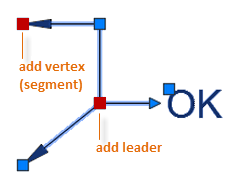 add vertex
(segment)
OK
add leader